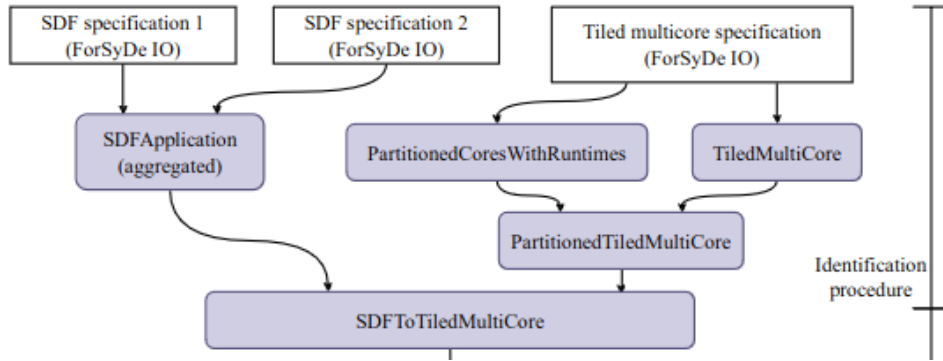 SDF specification 1
(ForSyDe IO)
SDF specification 2
(ForSyDe IO)
Tiled multicore specification
(ForSyDe IO)
SDFApplication
(aggregated)
PartitionedCoresWithRuntimes
TiledMultiCore
PartitionedTiledMultiCore
Identification
procedure
SDFToTiledMultiCore